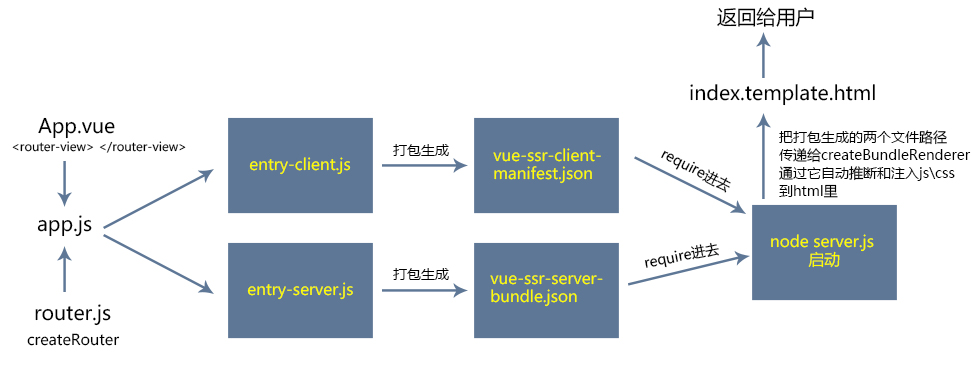 App.vue
<router-view> </router-view>
app.js
router.js
createRouter
entry-client.js
entry-server.js
打包生成
打包生成
vue-ssr-client-
manifest.json
vue-ssr-server-
bundle.json
require进去
require进去
node server.js
启动
把打包生成的两个文件路径
传递给createBundleRenderer
通过它自动推断和注入js\css
到html里
index.template.html
返回给用户